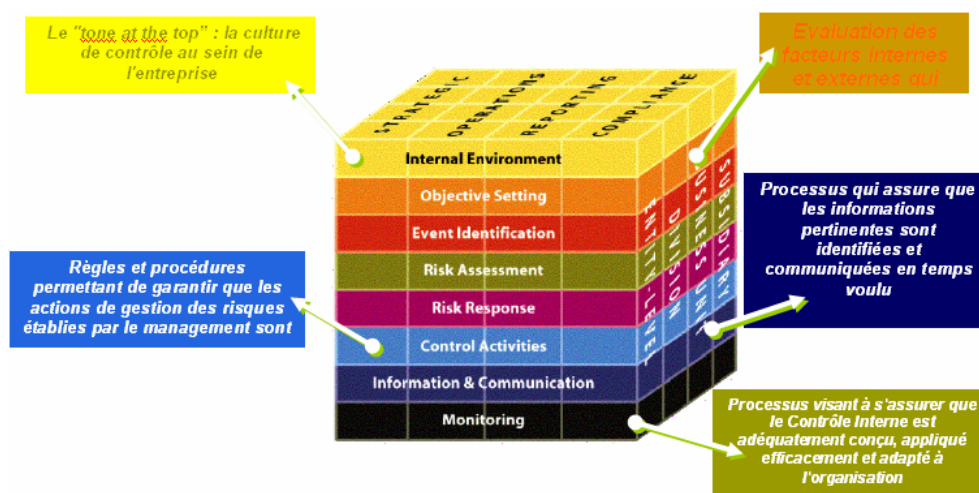 Le "tone at the top" : la culture
de contrôle au sein de
l'entreprise
Evaluation des
facteurs internes
et externes qui
STRATEGIC
OPERATIONS
REPORTING
COMPLIANCE
Internal Environment
Objective Setting
Event Identification
Risk Assessment
Risk Response
Control Activities
Information & Communication
Monitoring
ENTITY-LEVEL
DIVISION
BUSINESS UNIT
SUBSIDIARY
Règles et procédures
permettant de garantir que les
actions de gestion des risques
établies par le management sont
Processus qui assure que
les informations
pertinentes sont
identifiées et
communiquées en temps
voulu
Processus visant à s'assurer que
le Contrôle Interne est
adéquatement conçu, appliqué
efficacement et adapté à
l'organisation